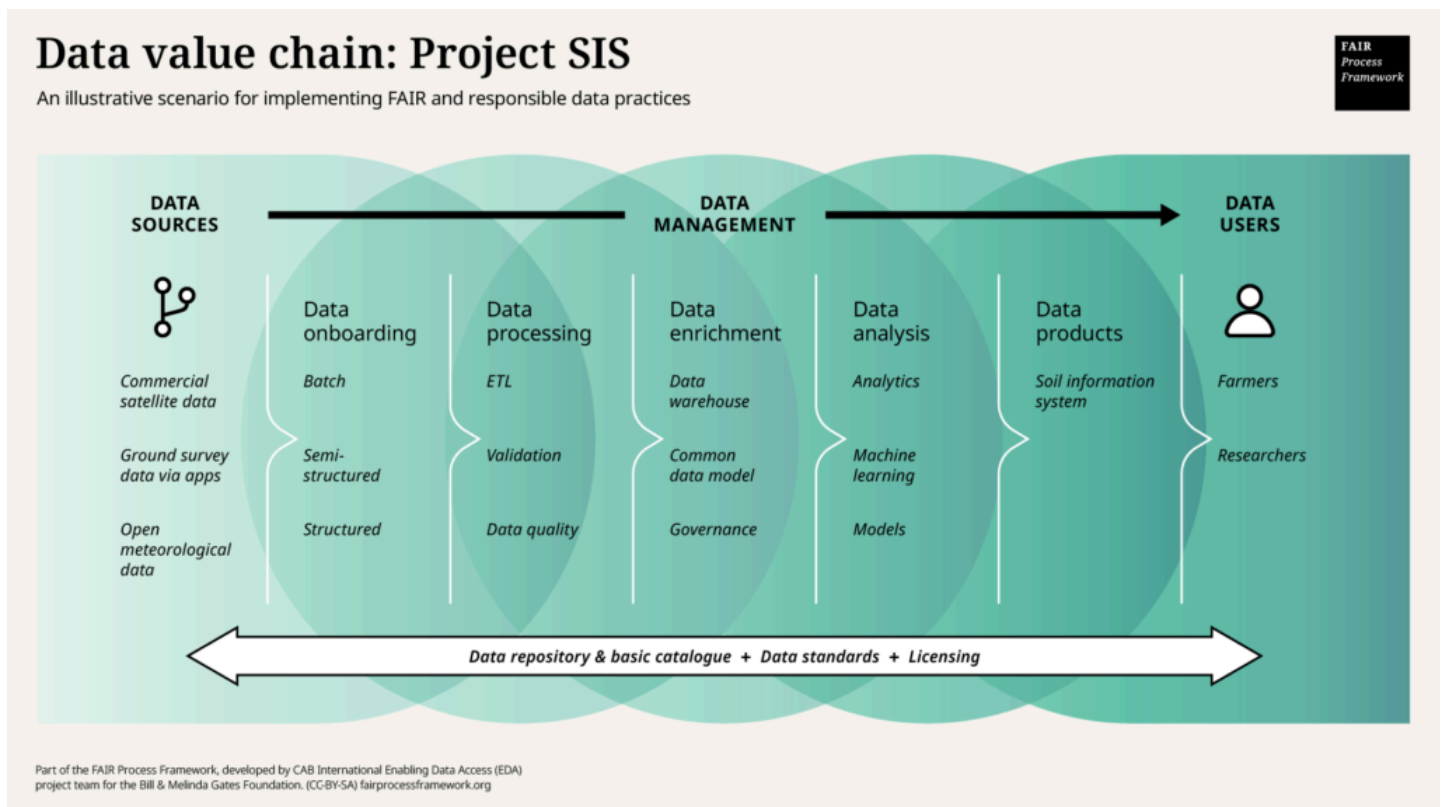 Data value chain: Project SIS
An illustrative scenario for implementing FAIR and responsible data practices
FAIR
Process
Framework
DATA
SOURCES
DATA
MANAGEMENT
DATA
USERS
Commercial
satellite data
Ground survey
data via apps
Open
meteorological
data
Data
onboarding
Batch
Semi-
structured
Structured
Data
processing
ETL
Validation
Data quality
Data
enrichment
Data
warehouse
Common
data model
Governance
Data
analysis
Analytics
Machine
learning
Models
Data
products
Soil information
system
Farmers
Researchers
Data repository & basic catalogue + Data standards + Licensing
Part of the FAIR Process Framework, developed by CAB International Enabling Data Access (EDA)
project team for the Bill & Melinda Gates Foundation. (CC-BY-SA) fairprocessframework.org